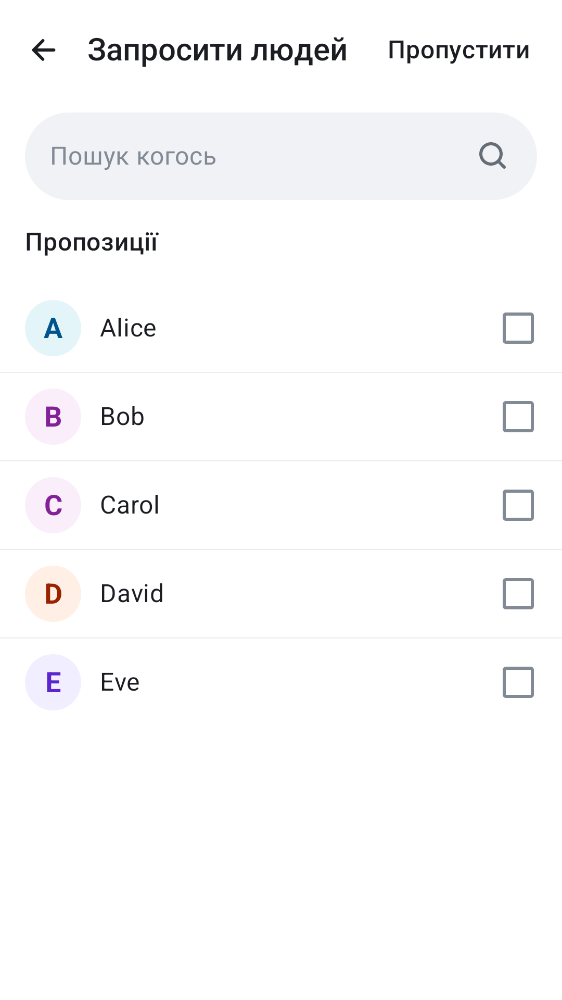 Запросити людей Пропустити
Пошук когось
Пропозиції
A Alice
B Bob
C Carol
D David
E Eve